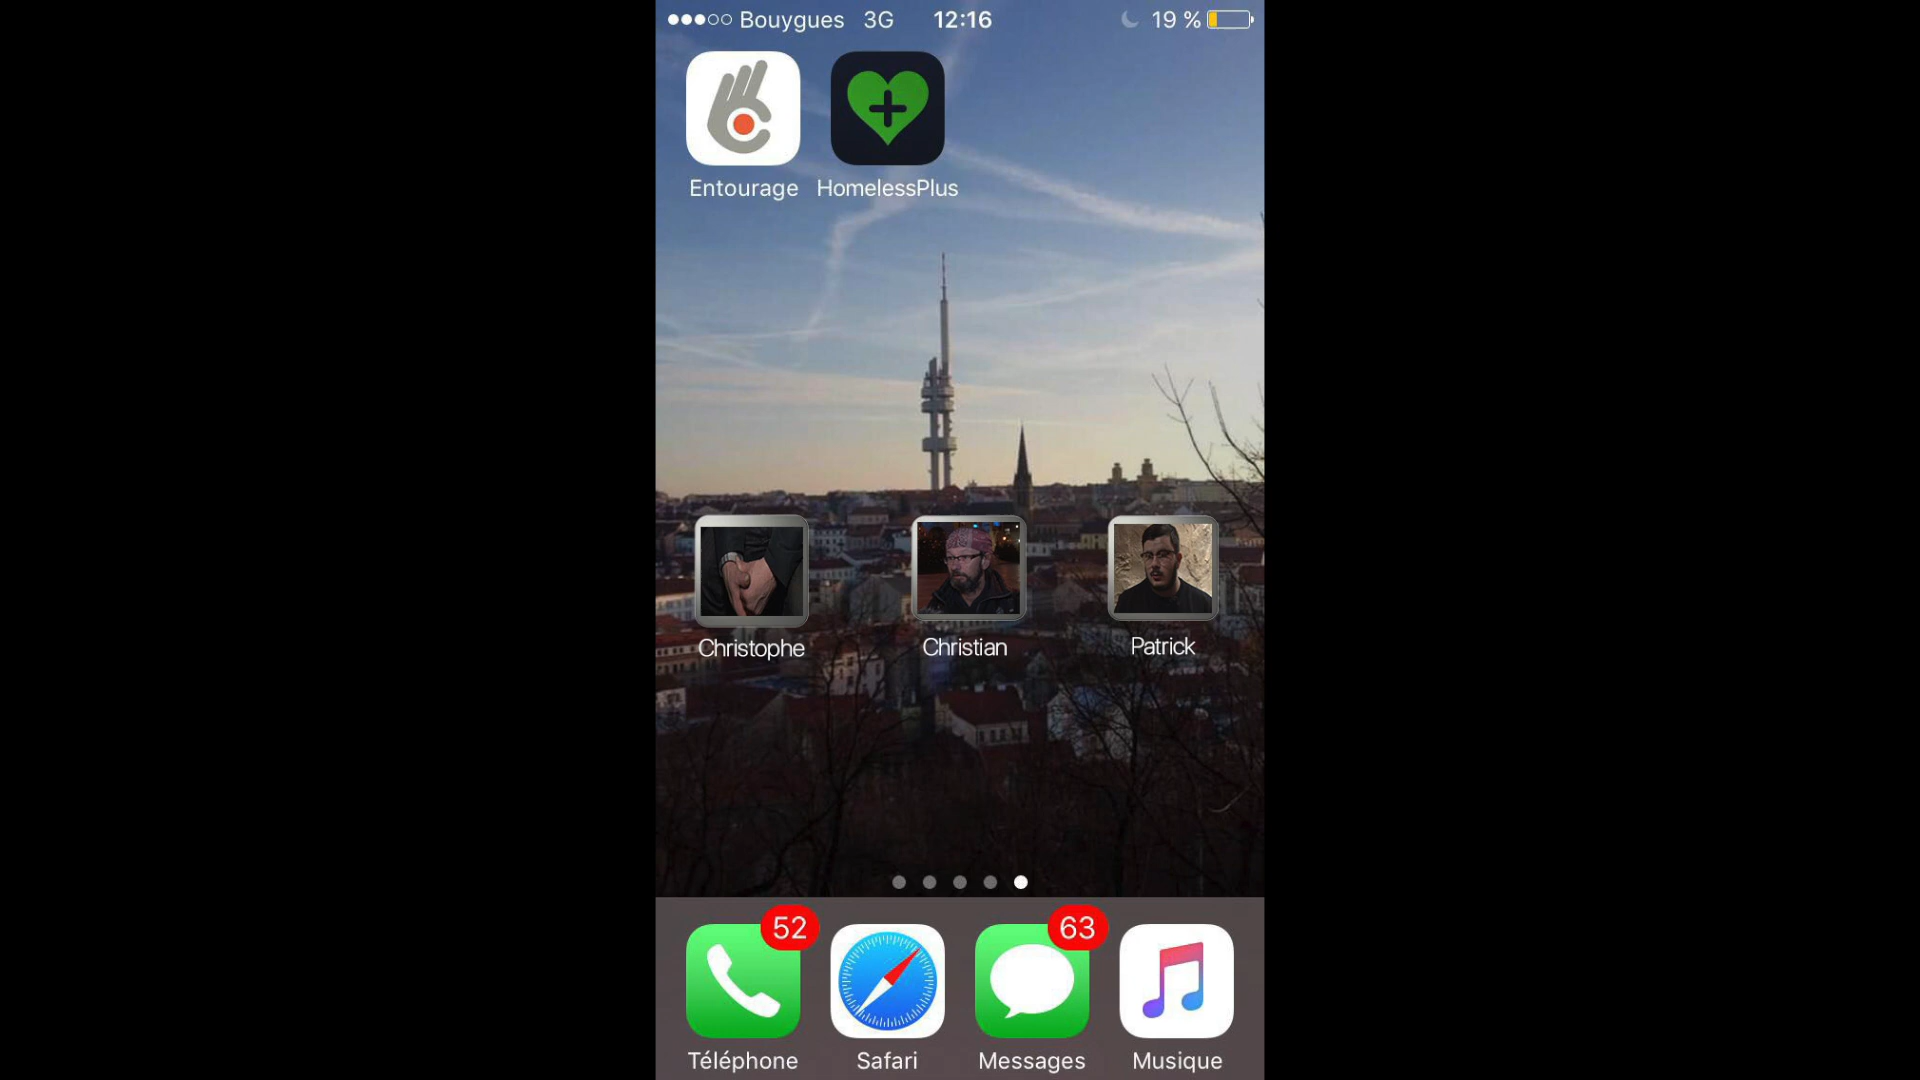 Bouygues 3G 12:16 19 %
Entourage HomelessPlus
Christophe Christian Patrick
52 63
Téléphone Safari Messages Musique